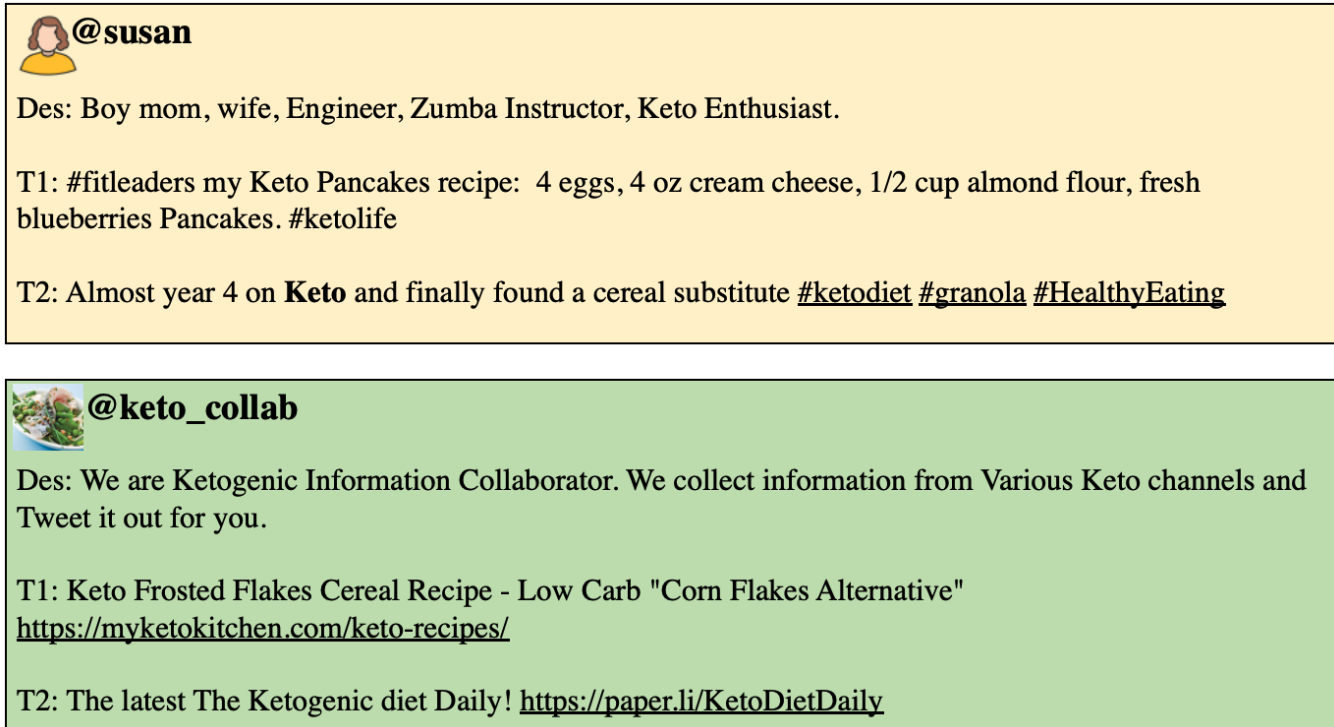 @susan
Des: Boy mom, wife, Engineer, Zumba Instructor, Keto Enthusiast.
T1: #fitleaders my Keto Pancakes recipe:  4 eggs, 4 oz cream cheese, 1/2 cup almond flour, fresh
blueberries Pancakes. #ketolife
T2: Almost year 4 on Keto and finally found a cereal substitute #ketodiet #granola #HealthyEating
@keto_collab
Des: We are Ketogenic Information Collaborator. We collect information from Various Keto channels and
Tweet it out for you.
T1: Keto Frosted Flakes Cereal Recipe - Low Carb "Corn Flakes Alternative"
https://myketokitchen.com/keto-recipes/
T2: The latest The Ketogenic diet Daily! https://paper.li/KetoDietDaily